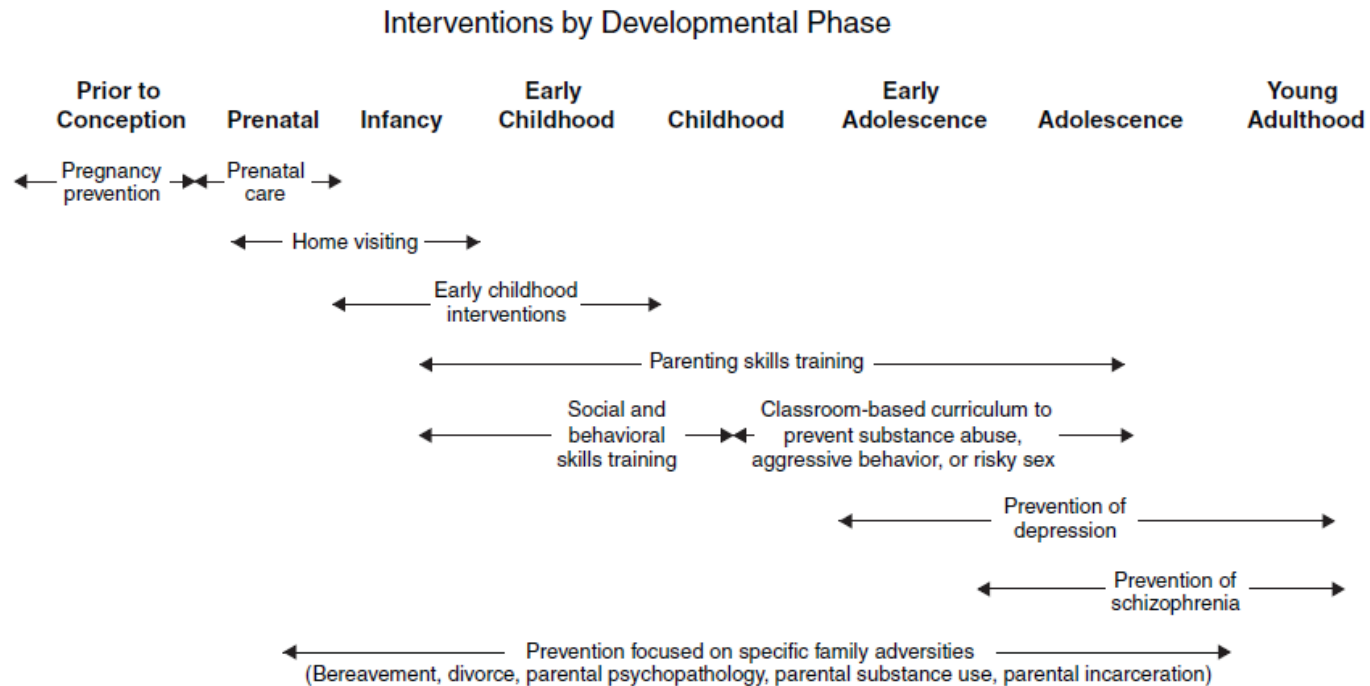 Interventions by Developmental Phase
Prior to Conception
Prenatal
Infancy
Early Childhood
Childhood
Early Adolescence
Adolescence
Young Adulthood
Pregnancy
prevention
Prenatal
care
Home visiting
Early childhood
interventions
Parenting skills training
Social and
behavioral
skills training
Classroom-based curriculum to
prevent substance abuse,
aggressive behavior, or risky sex
Prevention of
depression
Prevention of
schizophrenia
Prevention focused on specific family adversities
(Bereavement, divorce, parental psychopathology, parental substance use, parental incarceration)